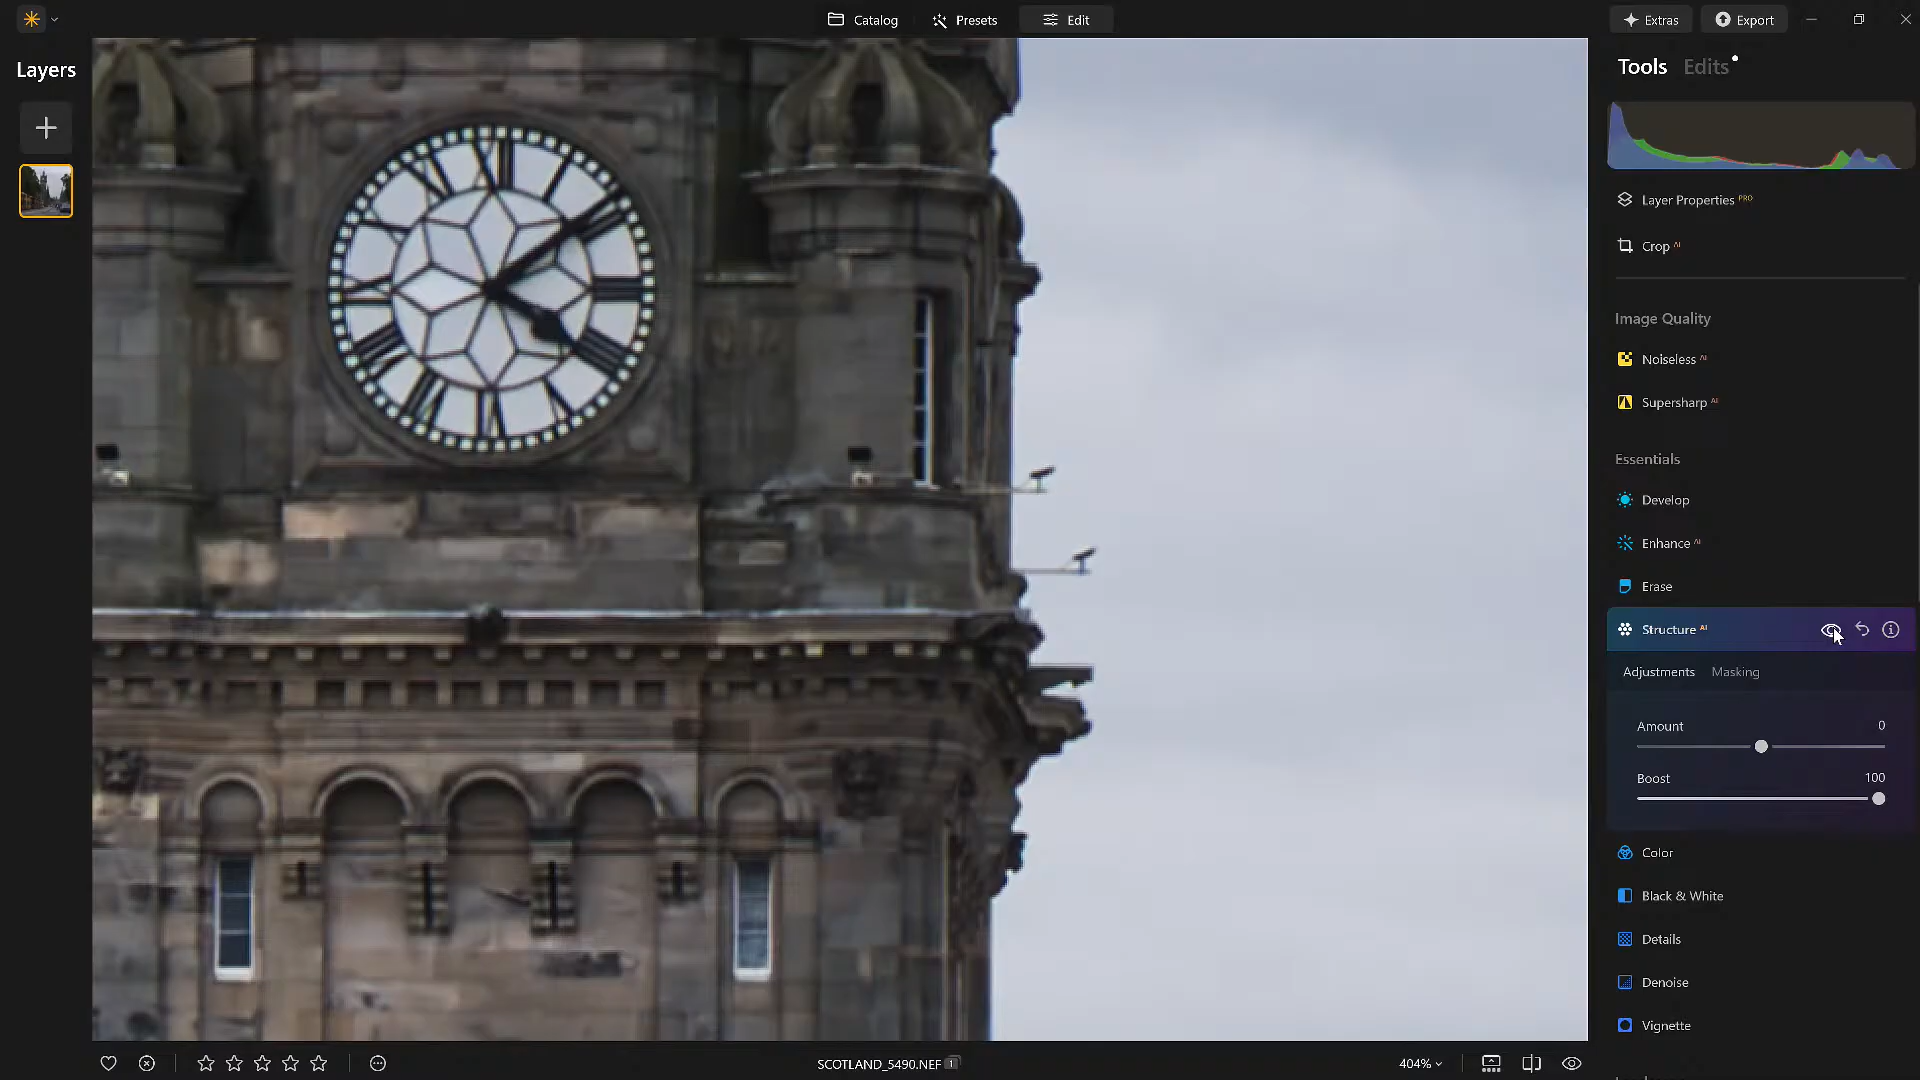 Catalog
Presets
Edit
Extras
Export
Layers
Tools
Edits
Layer Properties PRO
Crop AI
Image Quality
Noiseless AI
Supersharp AI
Essentials
Develop
Enhance AI
Erase
Structure AI
Adjustments
Masking
Amount 0
Boost 100
Color
Black & White
Details
Denoise
Vignette
SCOTLAND_5490.NEF 1
404%